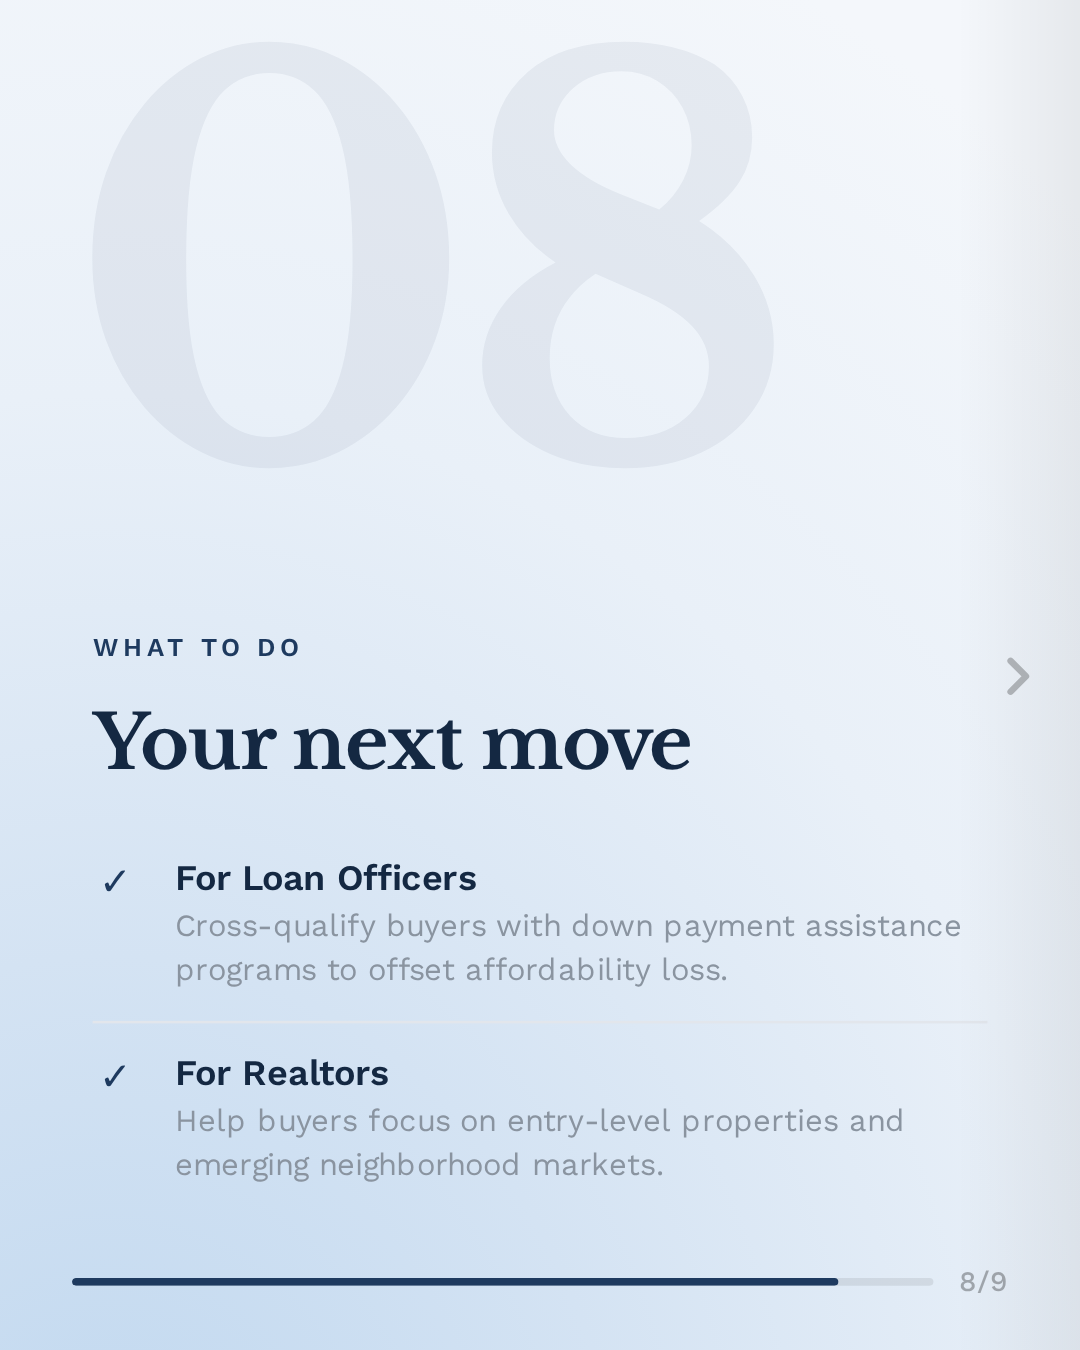 08
WHAT TO DO
Your next move
✓ For Loan Officers
Cross-qualify buyers with down payment assistance
programs to offset affordability loss.
✓ For Realtors
Help buyers focus on entry-level properties and
emerging neighborhood markets.
8/9